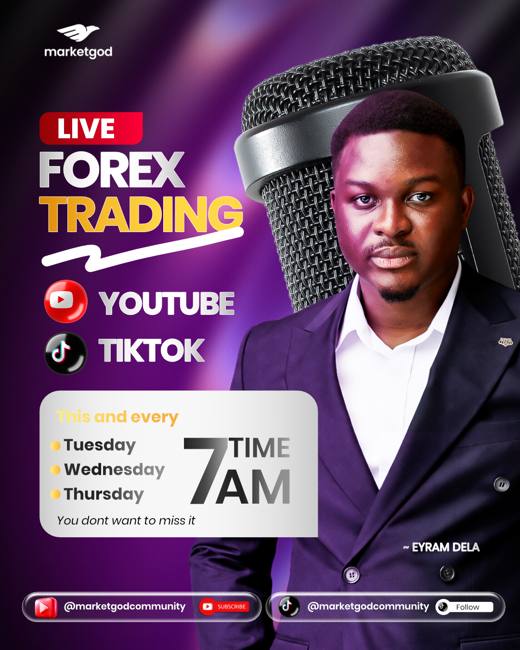 marketgod
LIVE
FOREX
TRADING
YOUTUBE
TIKTOK
This and every
Tuesday
Wednesday
Thursday
7 TIME
AM
You dont want to miss it
~ EYRAM DELA
@marketgodcommunity SUBSCRIBE
@marketgodcommunity Follow